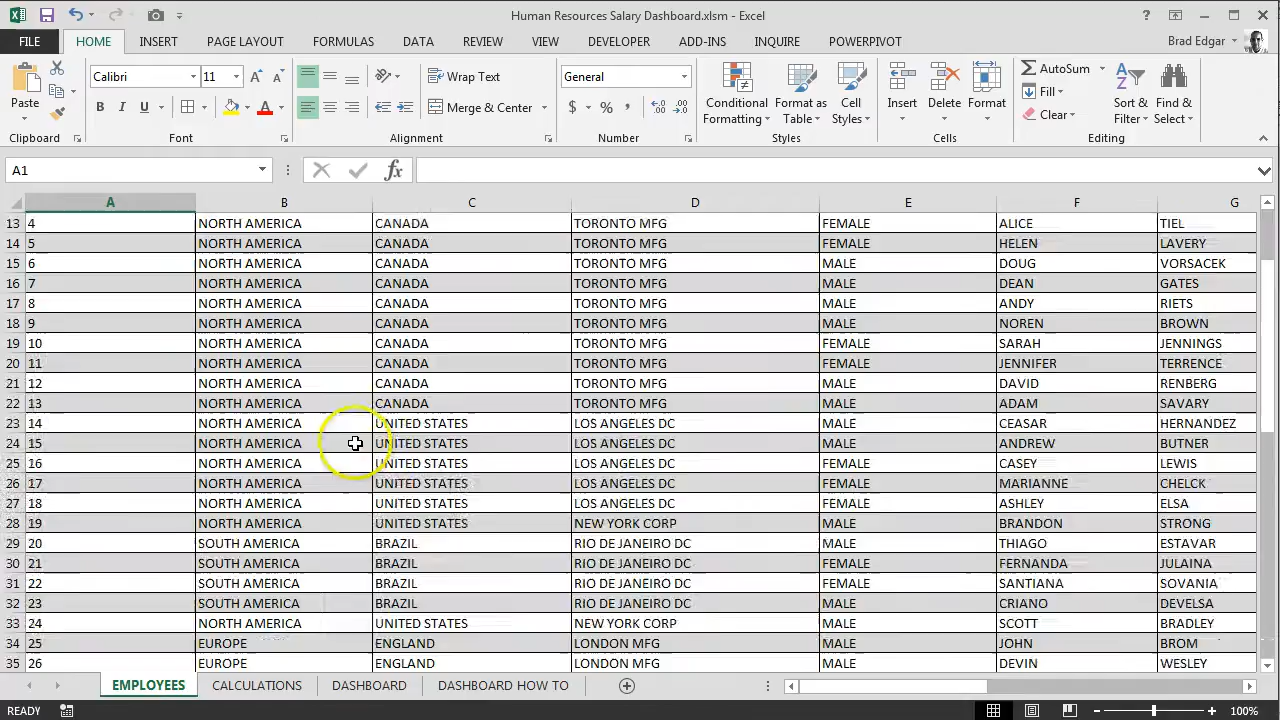 Human Resources Salary Dashboard.xlsm - Excel
FILE HOME INSERT PAGE LAYOUT FORMULAS DATA REVIEW VIEW DEVELOPER ADD-INS INQUIRE POWERPIVOT Brad Edgar
Paste
Calibri 11
B I U
Wrap Text
Merge & Center
General
$ % ,
Conditional Formatting
Format as Table
Cell Styles
Insert Delete Format
AutoSum
Fill
Clear
Sort & Filter
Find & Select
Clipboard Font Alignment Number Styles Cells Editing
A1 fx
A B C D E F G
13 4 NORTH AMERICA CANADA TORONTO MFG FEMALE ALICE TIEL
14 5 NORTH AMERICA CANADA TORONTO MFG FEMALE HELEN LAVERY
15 6 NORTH AMERICA CANADA TORONTO MFG MALE DOUG VORSACEK
16 7 NORTH AMERICA CANADA TORONTO MFG MALE DEAN GATES
17 8 NORTH AMERICA CANADA TORONTO MFG MALE ANDY RIETS
18 9 NORTH AMERICA CANADA TORONTO MFG MALE NOREN BROWN
19 10 NORTH AMERICA CANADA TORONTO MFG FEMALE SARAH JENNINGS
20 11 NORTH AMERICA CANADA TORONTO MFG FEMALE JENNIFER TERRENCE
21 12 NORTH AMERICA CANADA TORONTO MFG MALE DAVID RENBERG
22 13 NORTH AMERICA CANADA TORONTO MFG MALE ADAM SAVARY
23 14 NORTH AMERICA UNITED STATES LOS ANGELES DC MALE CEASAR HERNANDEZ
24 15 NORTH AMERICA UNITED STATES LOS ANGELES DC MALE ANDREW BUTNER
25 16 NORTH AMERICA UNITED STATES LOS ANGELES DC FEMALE CASEY LEWIS
26 17 NORTH AMERICA UNITED STATES LOS ANGELES DC FEMALE MARIANNE CHELCK
27 18 NORTH AMERICA UNITED STATES LOS ANGELES DC FEMALE ASHLEY ELSA
28 19 NORTH AMERICA UNITED STATES NEW YORK CORP MALE BRANDON STRONG
29 20 SOUTH AMERICA BRAZIL RIO DE JANEIRO DC MALE THIAGO ESTAVAR
30 21 SOUTH AMERICA BRAZIL RIO DE JANEIRO DC FEMALE FERNANDA JULAINA
31 22 SOUTH AMERICA BRAZIL RIO DE JANEIRO DC FEMALE SANTIANA SOVANIA
32 23 SOUTH AMERICA BRAZIL RIO DE JANEIRO DC MALE CRIANO DEVELSA
33 24 NORTH AMERICA UNITED STATES NEW YORK CORP MALE SCOTT BRADLEY
34 25 EUROPE ENGLAND LONDON MFG MALE JOHN BROM
35 26 EUROPE ENGLAND LONDON MFG MALE DEVIN WESLEY
EMPLOYEES CALCULATIONS DASHBOARD DASHBOARD HOW TO
READY 100%